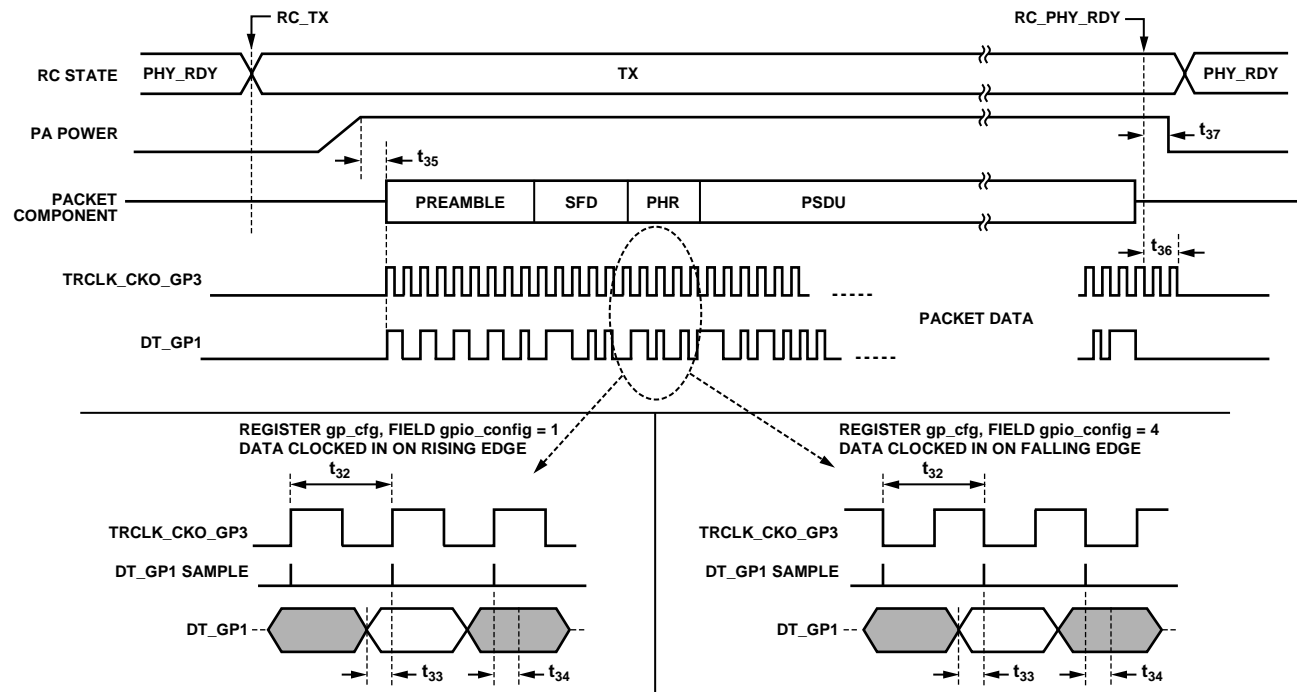 RC_TX
RC_PHY_RDY
RC STATE
PHY_RDY
TX
PHY_RDY
PA POWER
t37
t35
PACKET
COMPONENT
PREAMBLE
SFD
PHR
PSDU
t36
TRCLK_CKO_GP3
PACKET DATA
DT_GP1
REGISTER gp_cfg, FIELD gpio_config = 1
DATA CLOCKED IN ON RISING EDGE
t32
TRCLK_CKO_GP3
DT_GP1 SAMPLE
DT_GP1
t33
t34
REGISTER gp_cfg, FIELD gpio_config = 4
DATA CLOCKED IN ON FALLING EDGE
t32
TRCLK_CKO_GP3
DT_GP1 SAMPLE
DT_GP1
t33
t34